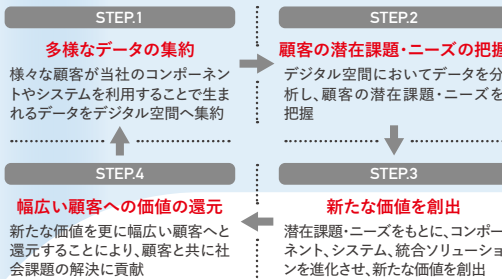 STEP.1
多様なデータの集約
様々な顧客が当社のコンポーネン
トやシステムを利用することで生ま
れるデータをデジタル空間へ集約
STEP.2
顧客の潜在課題・ニーズの把握
デジタル空間においてデータを分
析し、顧客の潜在課題・ニーズを
把握
STEP.3
新たな価値を創出
潜在課題・ニーズをもとに、コンポー
ネント、システム、統合ソリューショ
ンを進化させ、新たな価値を創出
STEP.4
幅広い顧客への価値の還元
新たな価値を更に幅広い顧客へと
還元することにより、顧客と共に社
会課題の解決に貢献